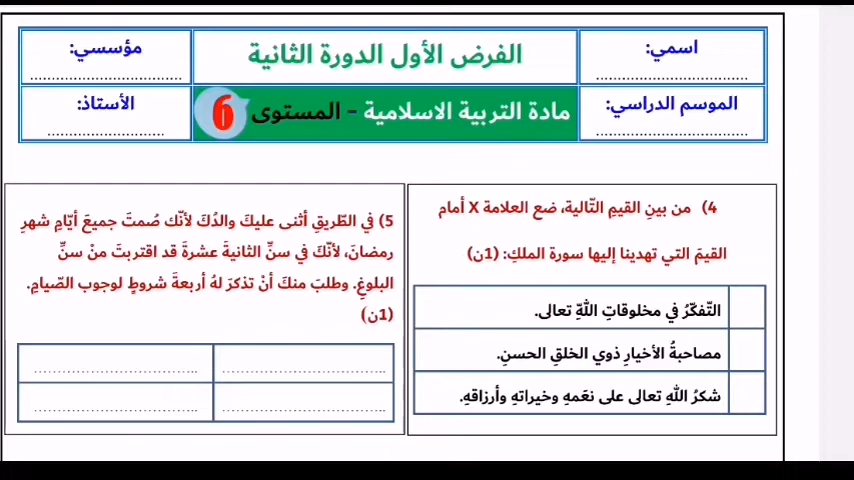 اسمي:
................................
الفرض الأول الدورة الثانية
مؤسسي:
................................
الموسم الدراسي:
................................
مادة التربية الاسلامية - المستوى 6
الأستاذ:
.........................
4) من بينِ القيمِ التّالية، ضع العلامة X أمام
القيمَ التي تهدينا إليها سورة الملكِ: (1ن)
التّفكّرُ في مخلوقاتِ اللّهِ تعالى.
مصاحبةُ الأخيارِ ذوي الخلقِ الحسنِ.
شكرُ اللّهِ تعالى على نعَمهِ وخيراتهِ وأرزاقهِ.
5) في الطّريقِ أثنى عليكَ والدُكَ لأنّك صُمتَ جميعَ أيّامِ شهرِ
رمضانَ، لأنّكَ في سنِّ الثانيةَ عشرةَ قد اقتربتَ منْ سنِّ
البلوغِ. وطلبَ منكَ أنْ تذكرَ لهُ أربعةَ شروطٍ لوجوبِ الصّيامِ.
(1ن)
................................... ...................................
................................... ...................................